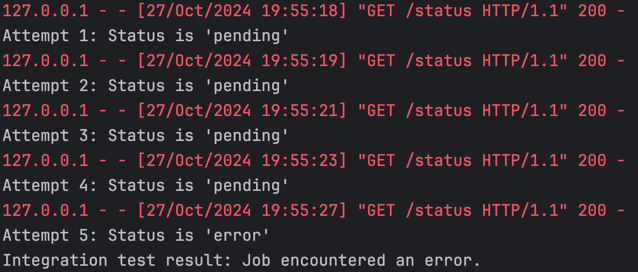 127.0.0.1 - - [27/Oct/2024 19:55:18] "GET /status HTTP/1.1" 200 -
Attempt 1: Status is 'pending'
127.0.0.1 - - [27/Oct/2024 19:55:19] "GET /status HTTP/1.1" 200 -
Attempt 2: Status is 'pending'
127.0.0.1 - - [27/Oct/2024 19:55:21] "GET /status HTTP/1.1" 200 -
Attempt 3: Status is 'pending'
127.0.0.1 - - [27/Oct/2024 19:55:23] "GET /status HTTP/1.1" 200 -
Attempt 4: Status is 'pending'
127.0.0.1 - - [27/Oct/2024 19:55:27] "GET /status HTTP/1.1" 200 -
Attempt 5: Status is 'error'
Integration test result: Job encountered an error.